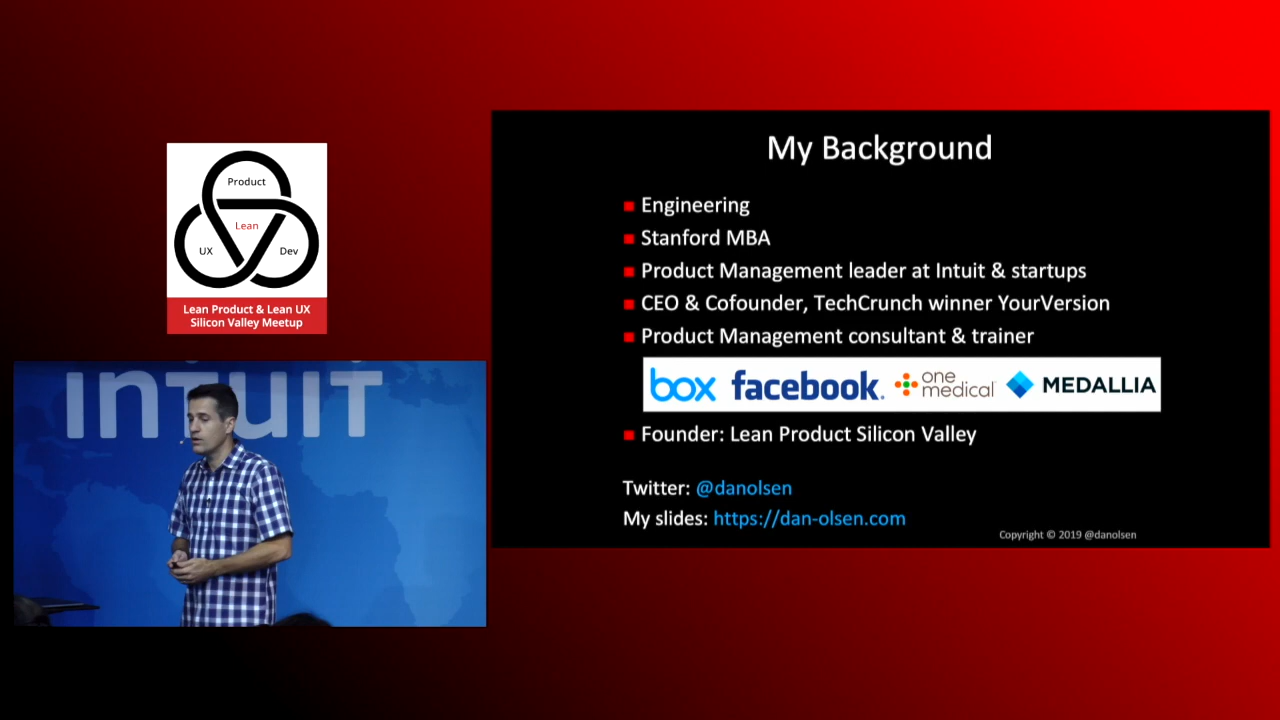 Product
Lean
UX
Dev
Lean Product & Lean UX
Silicon Valley Meetup
INTUIT
My Background
Engineering
Stanford MBA
Product Management leader at Intuit & startups
CEO & Cofounder, TechCrunch winner YourVersion
Product Management consultant & trainer
box facebook. one medical MEDALLIA
Founder: Lean Product Silicon Valley
Twitter: @danolsen
My slides: https://dan-olsen.com
Copyright © 2019 @danolsen